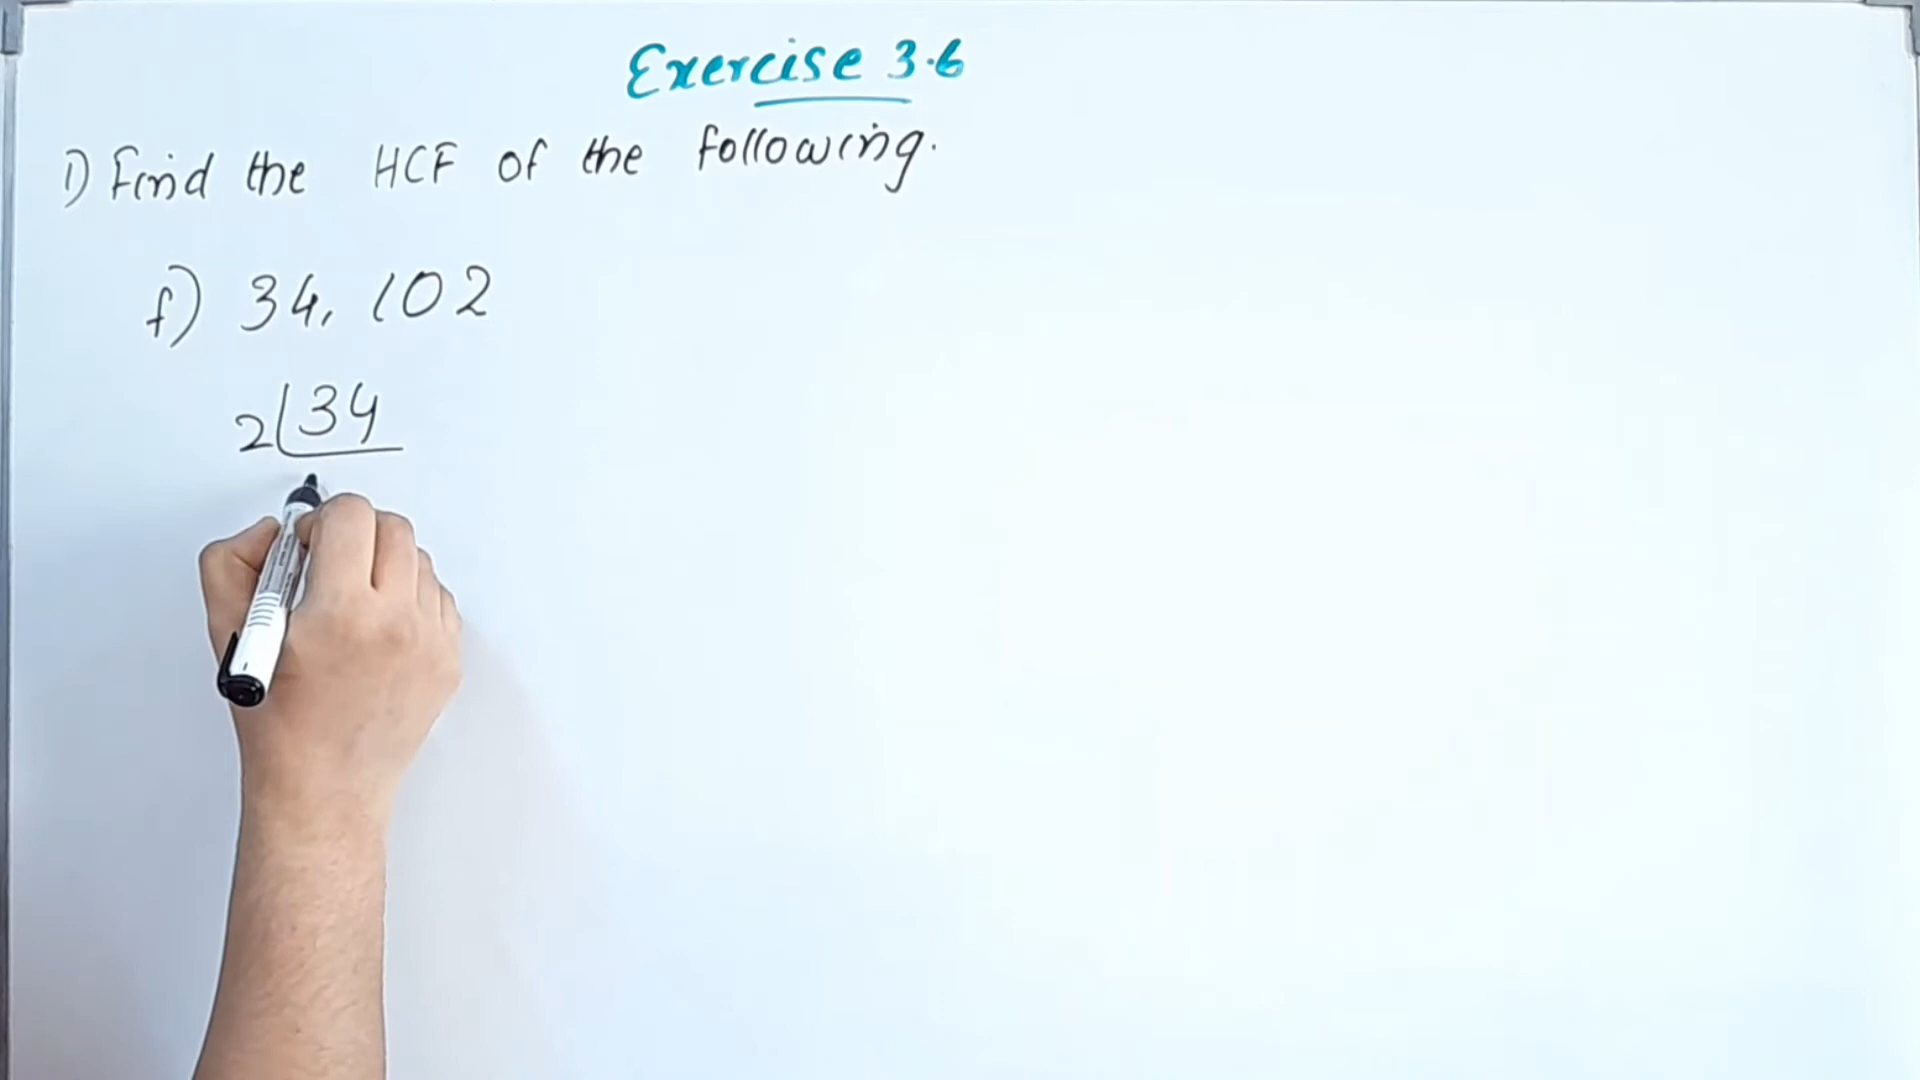 Exercise 3.6
1) Find the HCF of the following.
f) 34, 102
2 34